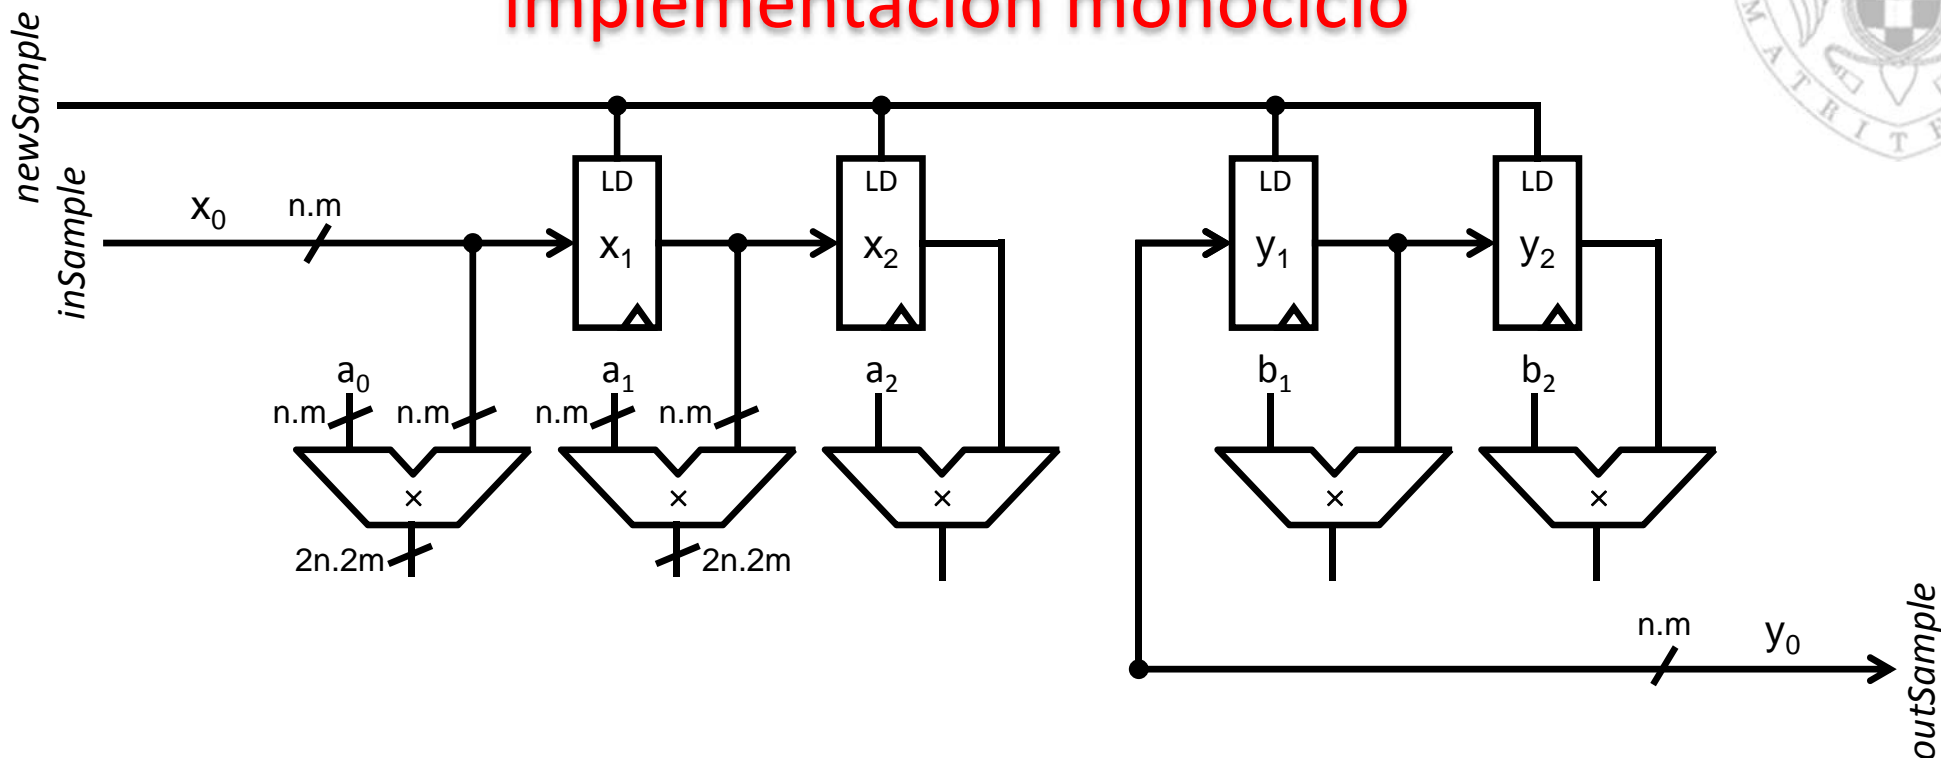 implementación monociclo
MATRITE
newSample
inSample
x0 n.m
LD
x1
LD
x2
LD
y1
LD
y2
a0
a1
a2
b1
b2
n.m n.m n.m n.m
× × × × ×
2n.2m 2n.2m
n.m y0
outSample